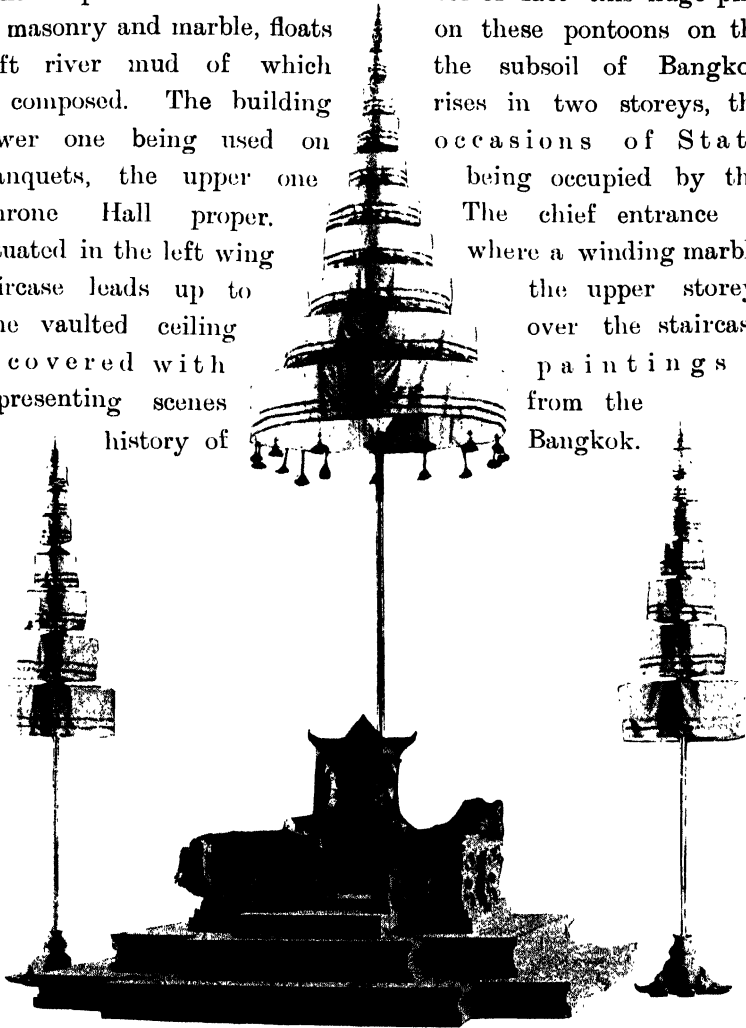 masonry and marble, floats on these pontoons on th
ft river mud of which the subsoil of Bangko
composed. The building rises in two storeys, th
wer one being used on occasions of Stat
anquets, the upper one being occupied by th
hrone Hall proper. The chief entrance
tuated in the left wing where a winding marbl
ircase leads up to the upper storey
ne vaulted ceiling over the staircas
covered with paintings
presenting scenes from the
history of Bangkok.